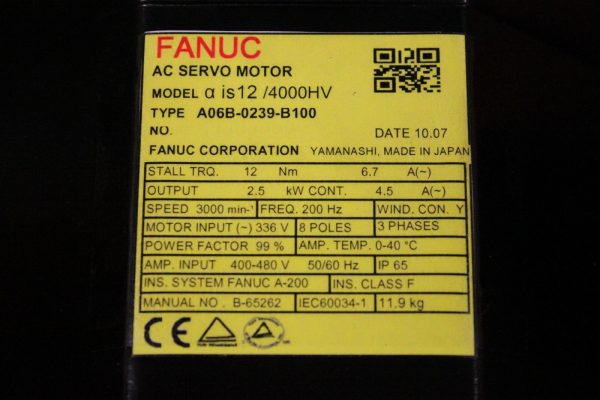 FANUC
AC SERVO MOTOR
MODEL α is12 /4000HV
TYPE A06B-0239-B100
NO. DATE 10.07
FANUC CORPORATION YAMANASHI, MADE IN JAPAN
STALL TRQ. 12 Nm 6.7 A(~)
OUTPUT 2.5 kW CONT. 4.5 A(~)
SPEED 3000 min-¹ FREQ. 200 Hz WIND. CON. Y
MOTOR INPUT (~) 336 V 8 POLES 3 PHASES
POWER FACTOR 99 % AMP. TEMP. 0-40 °C
AMP. INPUT 400-480 V 50/60 Hz IP 65
INS. SYSTEM FANUC A-200 INS. CLASS F
MANUAL NO . B-65262 IEC60034-1 11.9 kg
CE